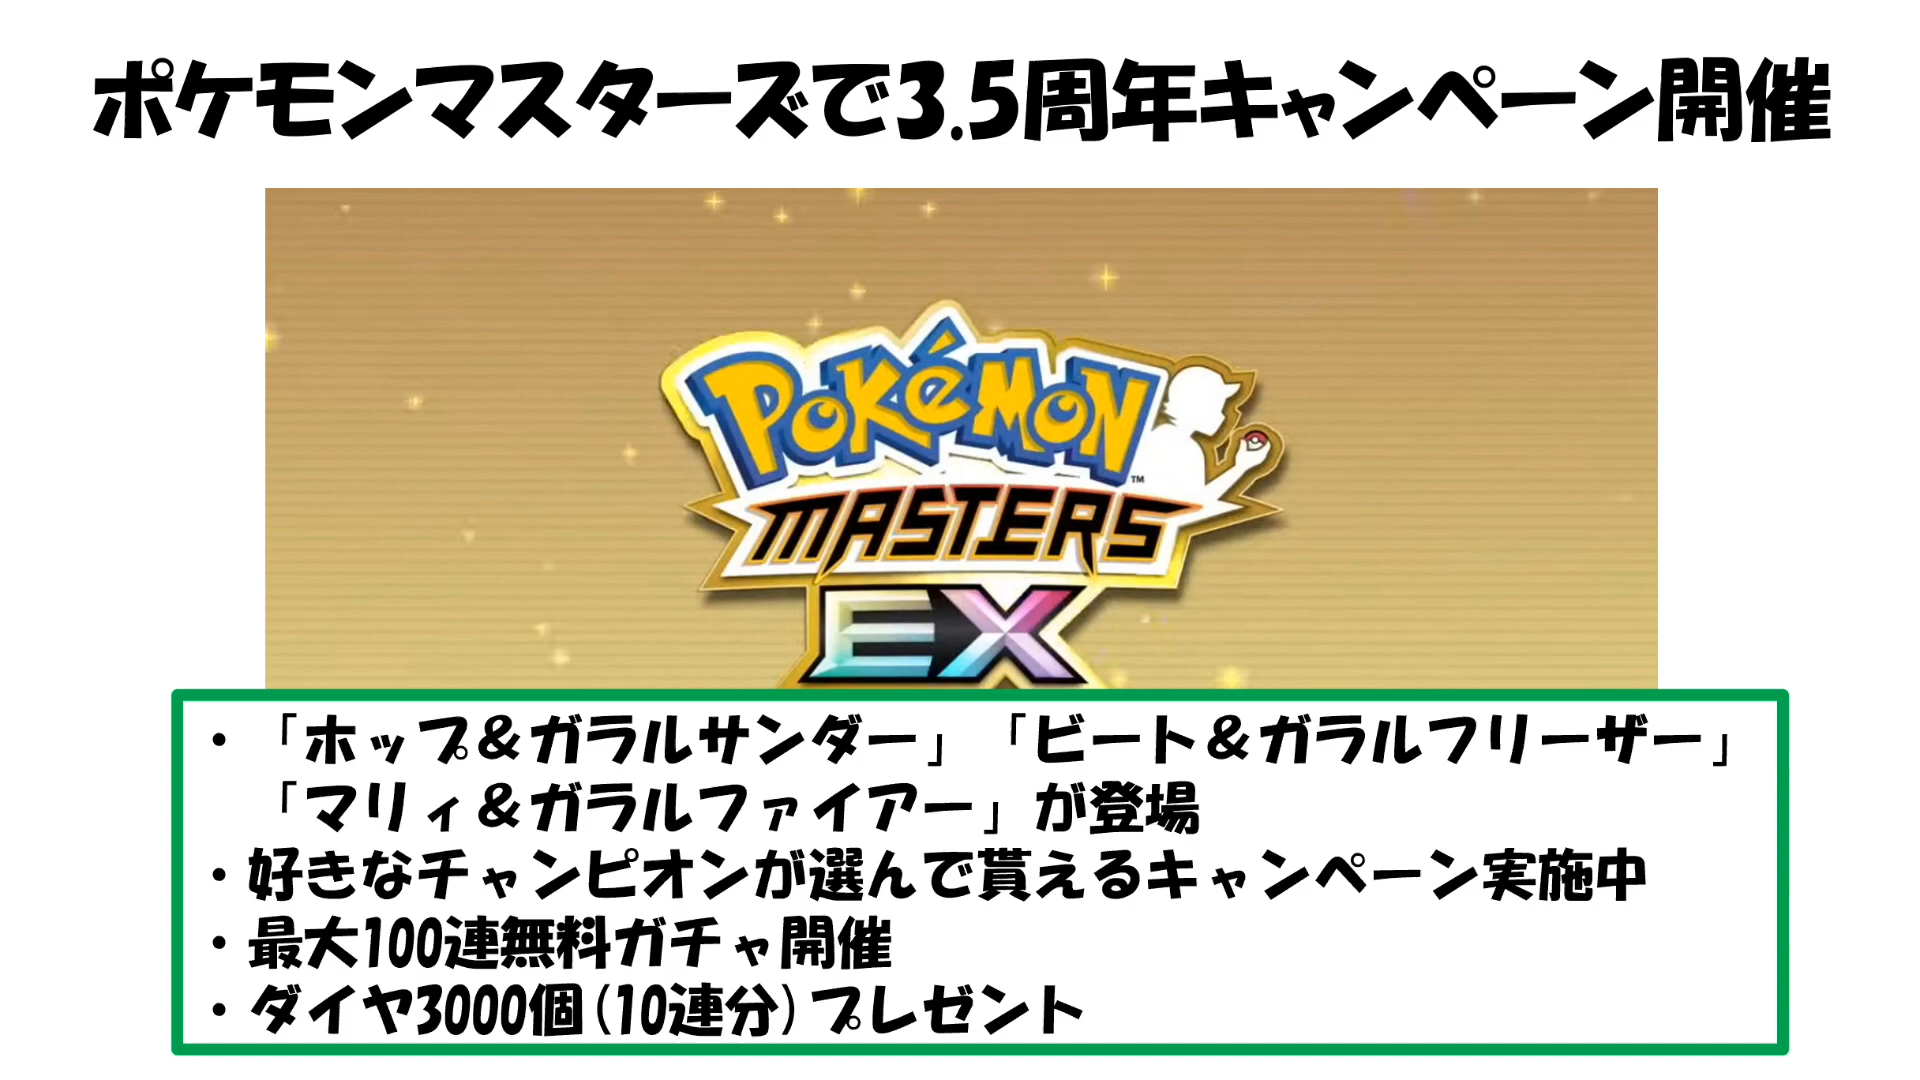 ポケモンマスターズで3.5周年キャンペーン開催
POKéMON
TM
MASTERS
EX
・「ホップ＆ガラルサンダー」「ビート＆ガラルフリーザー」
「マリィ＆ガラルファイアー」が登場
・好きなチャンピオンが選んで貰えるキャンペーン実施中
・最大100連無料ガチャ開催
・ダイヤ3000個(10連分)プレゼント